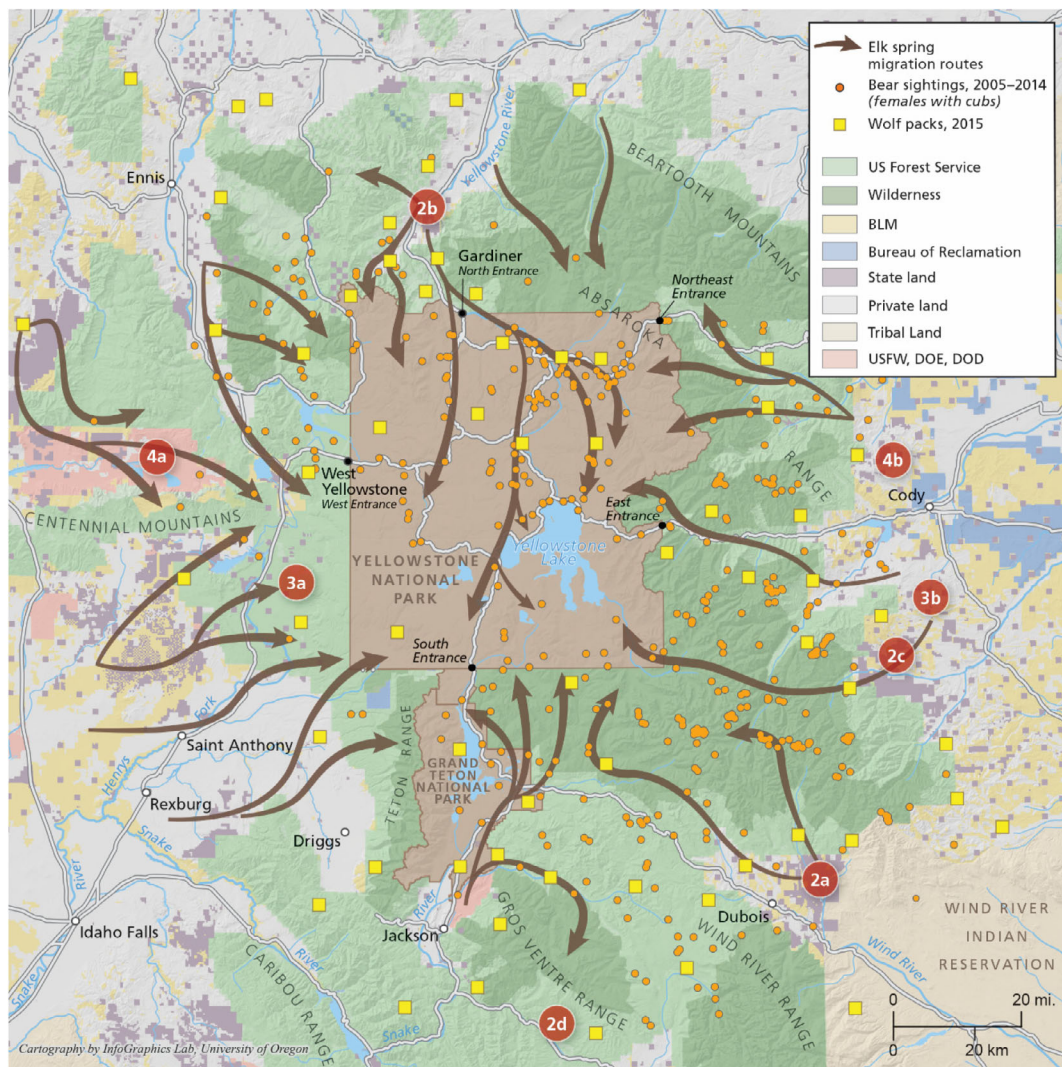 Elk spring
migration routes
Bear sightings, 2005–2014
(females with cubs)
Wolf packs, 2015
US Forest Service
Wilderness
BLM
Bureau of Reclamation
State land
Private land
Tribal Land
USFW, DOE, DOD
Yellowstone River
BEARTOOTH MOUNTAINS
Ennis
2b
Gardiner
North Entrance
Northeast
Entrance
ABSAROKA
RANGE
4a
4b
West
Yellowstone
West Entrance
Cody
East
Entrance
CENTENNIAL MOUNTAINS
Yellowstone
Lake
YELLOWSTONE
NATIONAL
PARK
3a
3b
2c
South
Entrance
Henrys
Fork
Saint Anthony
TETON RANGE
GRAND
TETON
NATIONAL
PARK
Rexburg
Snake
River
Driggs
River
2a
Dubois
WIND RIVER
INDIAN
RESERVATION
Idaho Falls
Jackson
River
GROS VENTRE RANGE
WIND RIVER RANGE
Wind River
Snake
CARIBOU RANGE
Snake
2d
0 20 mi.
0 20 km
Cartography by InfoGraphics Lab, University of Oregon